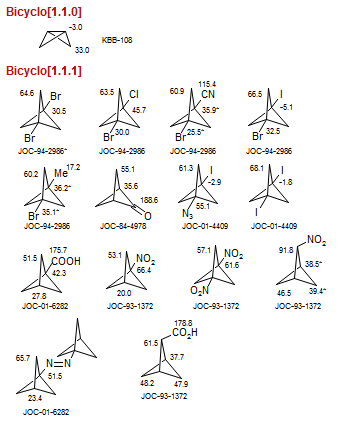 Bicyclo[1.1.0]
-3.0
33.0
KBB-108
Bicyclo[1.1.1]
64.6 Br 30.5 Br
JOC-94-2986*
63.5 Cl 45.7 Br 30.0
JOC-94-2986
60.9 115.4 CN 35.9* Br 25.5*
JOC-94-2986
66.5 I -5.1 Br 32.5
JOC-94-2986
60.2 Me 17.2 36.2* Br 35.1*
JOC-94-2986
55.1 35.6 188.6 O
JOC-84-4978
61.3 I -2.9 N3 55.1
JOC-01-4409
68.1 I -1.8 I
JOC-01-4409
51.5 175.7 COOH 42.3 27.8
JOC-01-6282
53.1 NO2 66.4 20.0
JOC-93-1372
57.1 NO2 61.6 O2N
JOC-93-1372
91.8 NO2 38.5* 46.5 39.4*
JOC-93-1372
65.7 N=N 51.5 23.4
JOC-01-6282
178.8 CO2H 61.5 37.7 48.2 47.9
JOC-93-1372